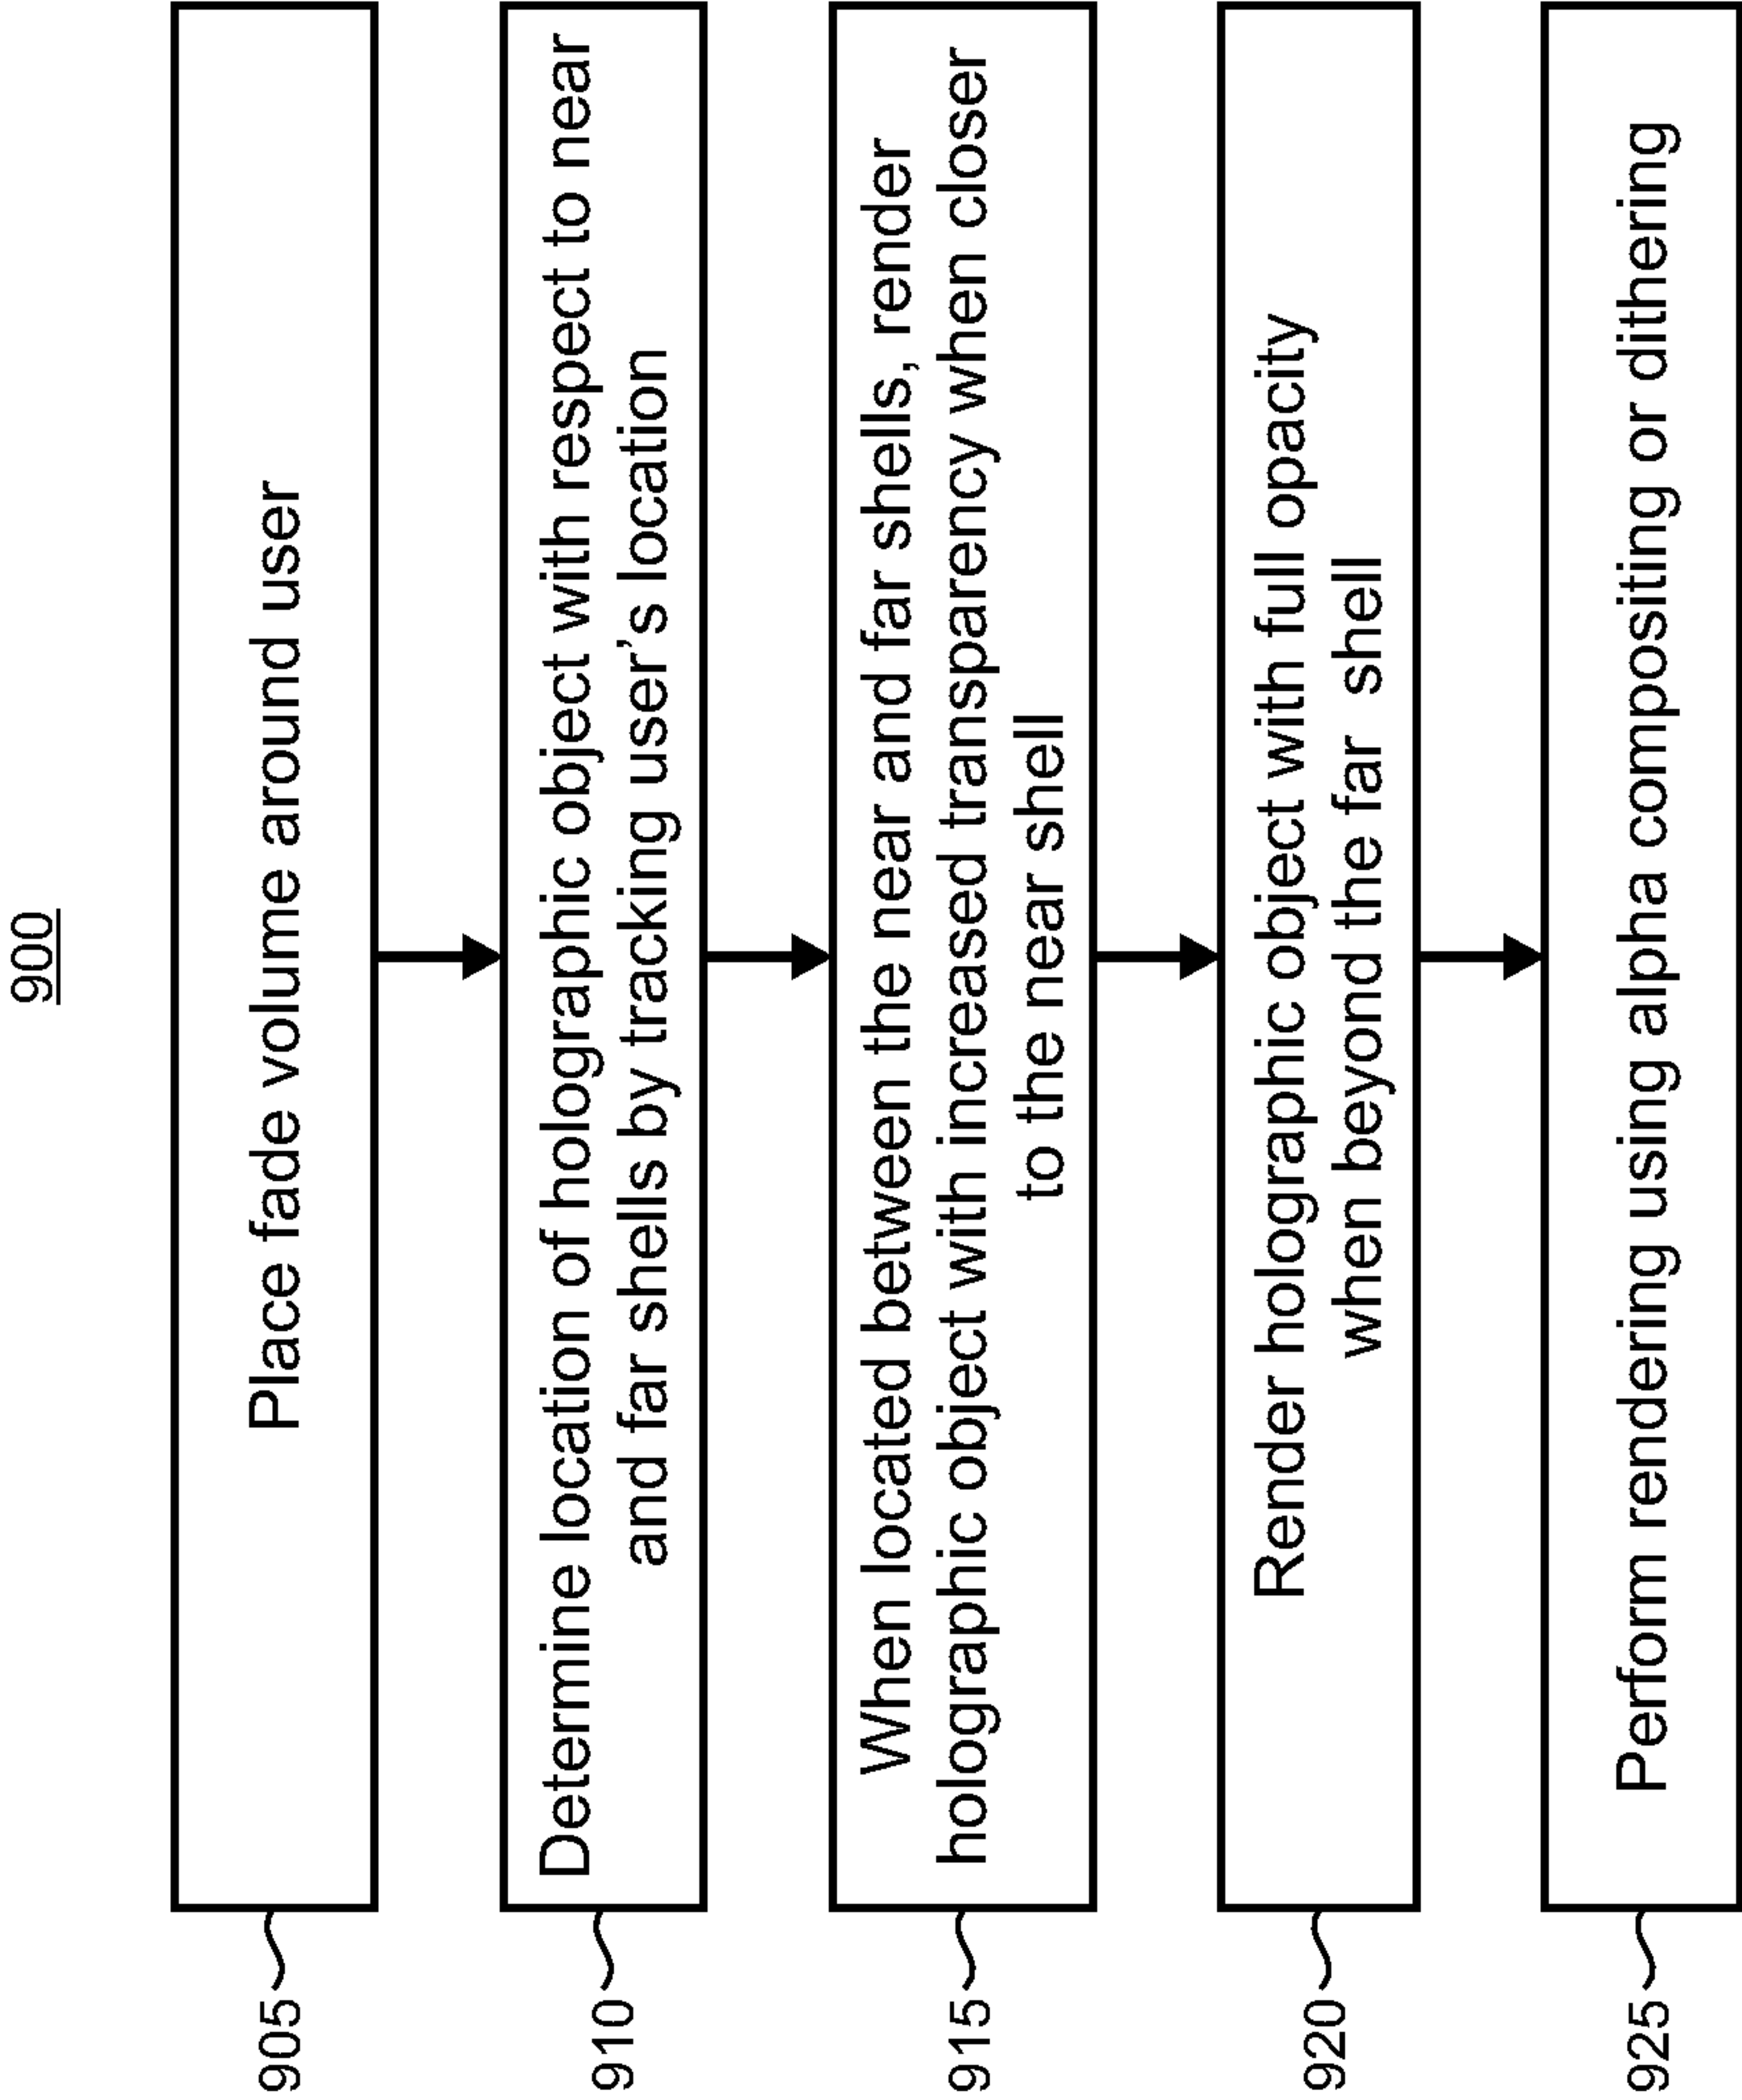 900
905
Place fade volume around user
910
Determine location of holographic object with respect to near
and far shells by tracking user's location
915
When located between the near and far shells, render
holographic object with increased transparency when closer
to the near shell
920
Render holographic object with full opacity
when beyond the far shell
925
Perform rendering using alpha compositing or dithering